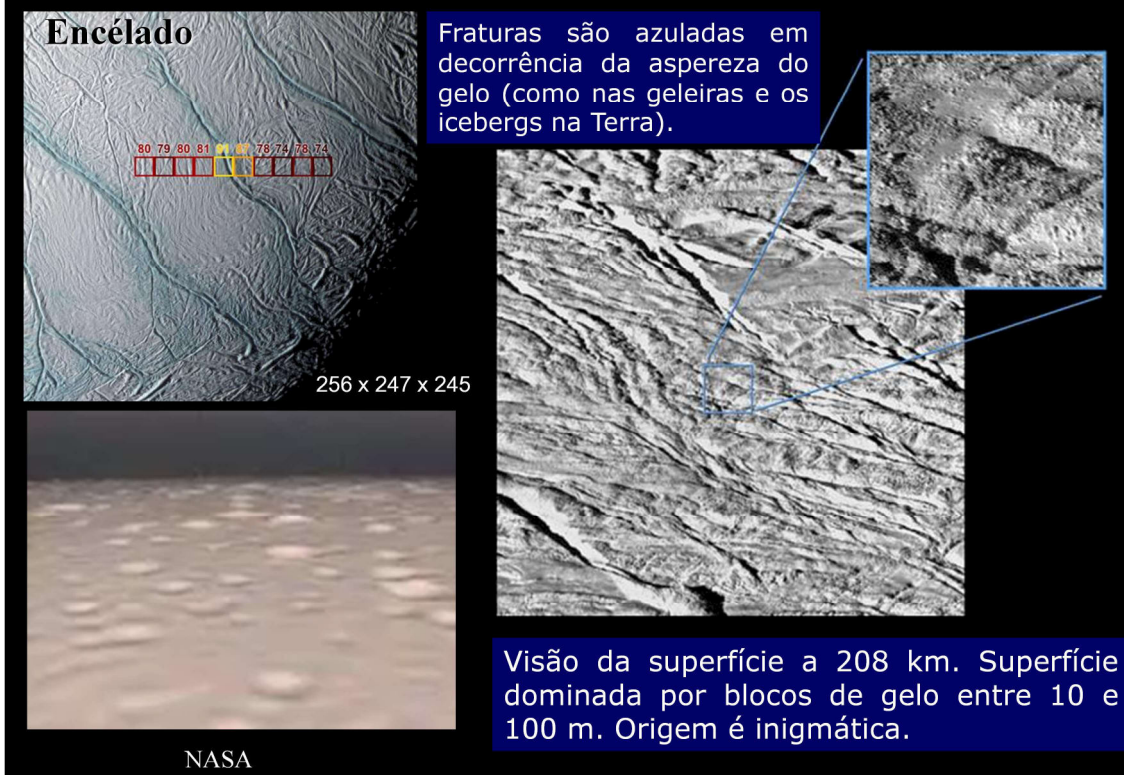 Encélado
Fraturas são azuladas em
decorrência da aspereza do
gelo (como nas geleiras e os
icebergs na Terra).
80 79 80 81 91 87 78 74 78 74
256 x 247 x 245
Visão da superfície a 208 km. Superfície
dominada por blocos de gelo entre 10 e
100 m. Origem é inigmática.
NASA